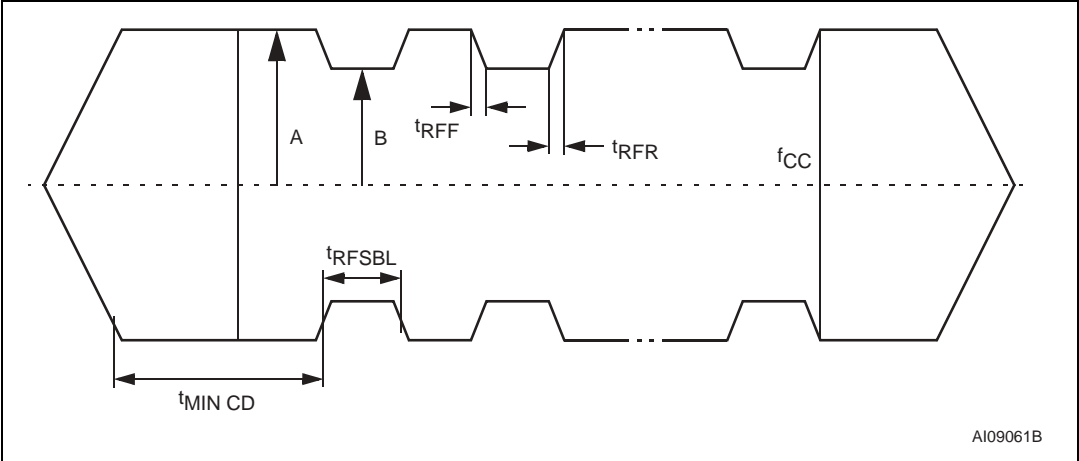 A
B
tRFF
tRFR
fCC
tRFSBL
tMIN CD
AI09061B